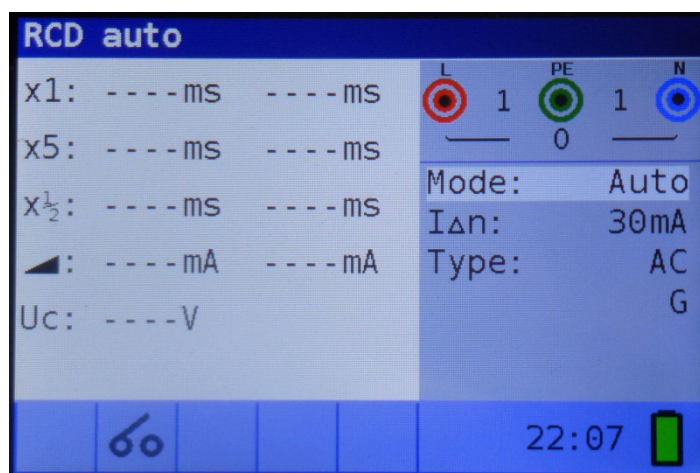 RCD auto
x1: ----ms ----ms
x5: ----ms ----ms
x½: ----ms ----ms
◢: ----mA ----mA
Uc: ----V
L PE N
1 1
0
Mode: Auto
I∆n: 30mA
Type: AC
G
22:07